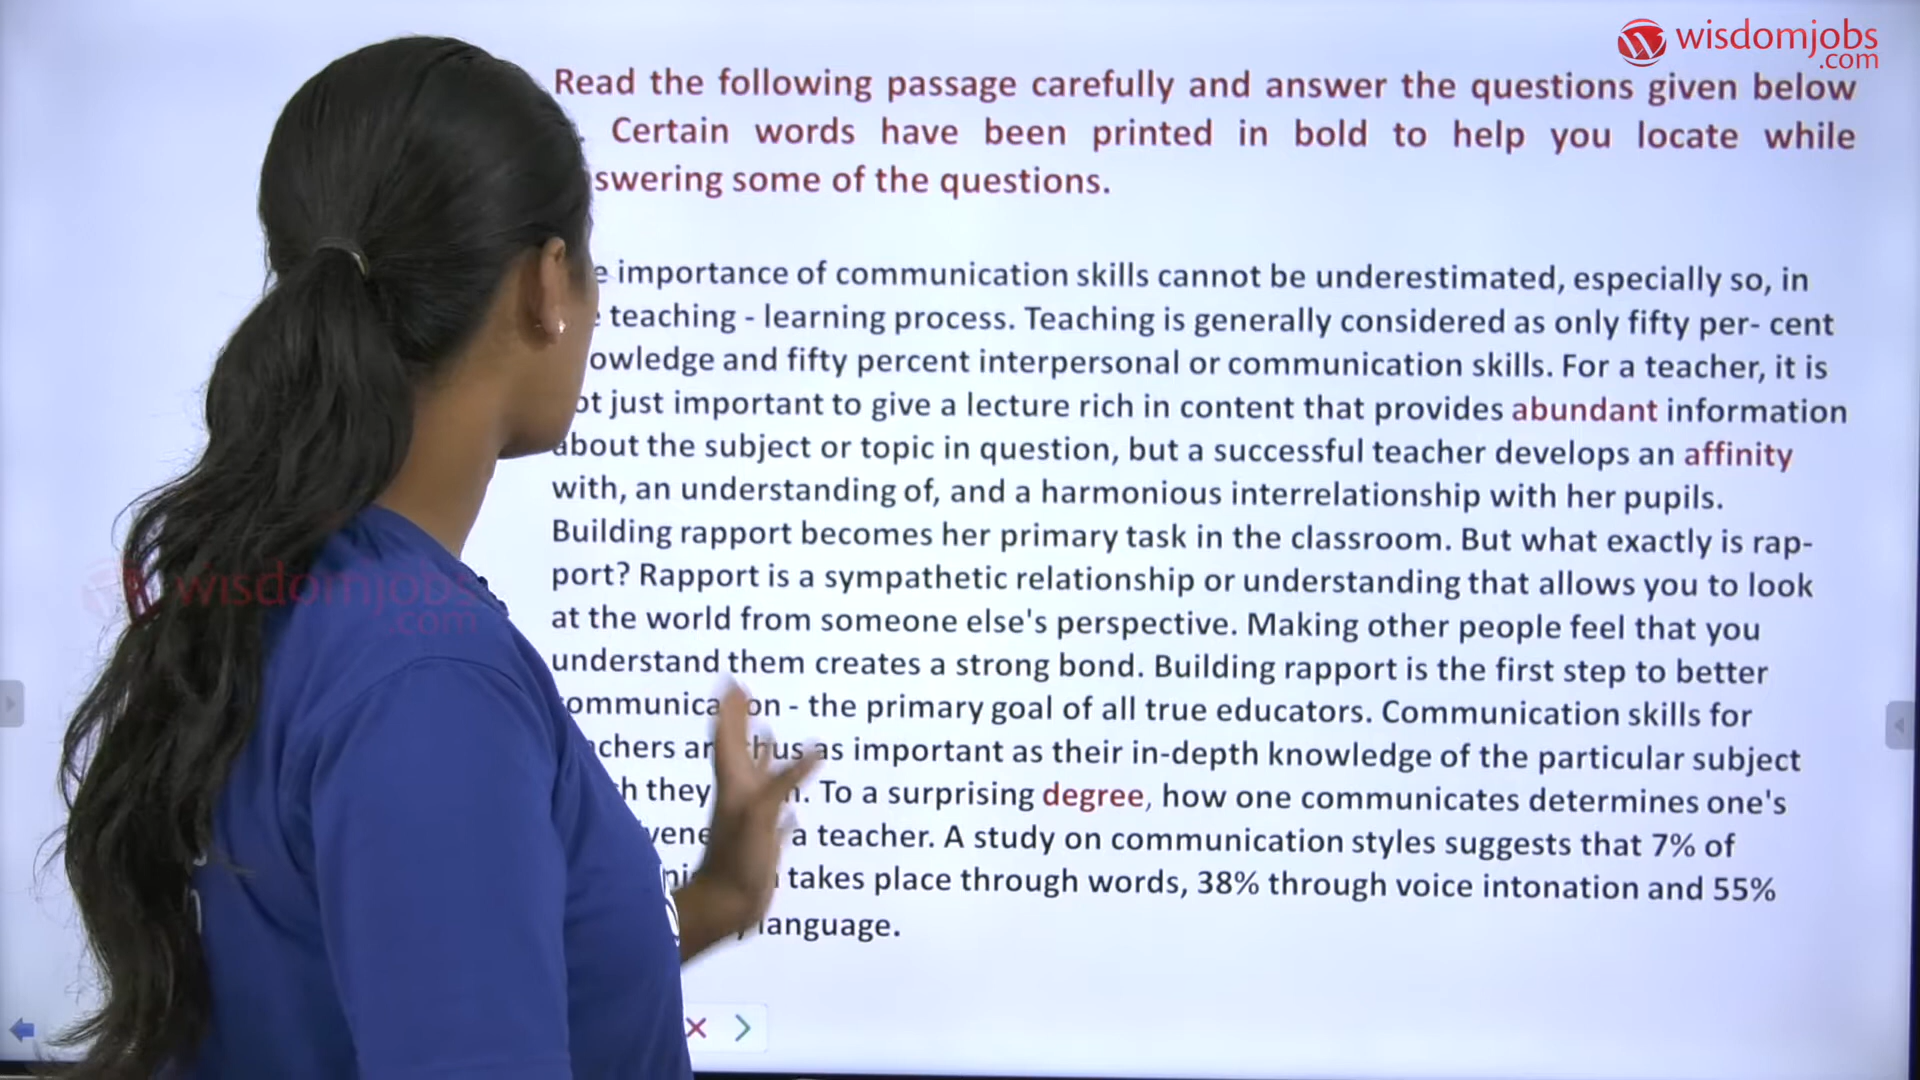 wisdomjobs
.com
Read the following passage carefully and answer the questions given below
. Certain words have been printed in bold to help you locate while
swering some of the questions.
e importance of communication skills cannot be underestimated, especially so, in
teaching - learning process. Teaching is generally considered as only fifty per- cent
owledge and fifty percent interpersonal or communication skills. For a teacher, it is
ot just important to give a lecture rich in content that provides abundant information
about the subject or topic in question, but a successful teacher develops an affinity
with, an understanding of, and a harmonious interrelationship with her pupils.
Building rapport becomes her primary task in the classroom. But what exactly is rap-
port? Rapport is a sympathetic relationship or understanding that allows you to look
at the world from someone else's perspective. Making other people feel that you
understand them creates a strong bond. Building rapport is the first step to better
ommunica on - the primary goal of all true educators. Communication skills for
chers ar hus as important as their in-depth knowledge of the particular subject
h they n. To a surprising degree, how one communicates determines one's
vene a teacher. A study on communication styles suggests that 7% of
takes place through words, 38% through voice intonation and 55%
language.
wisdomjobs
.com